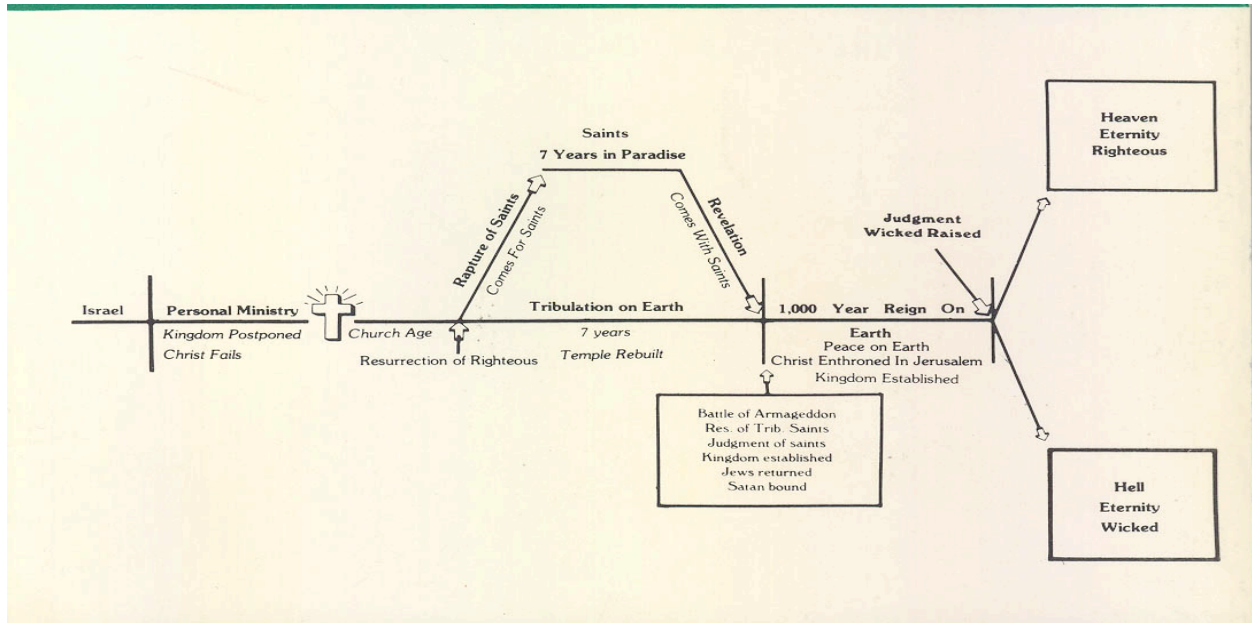 Israel
Personal Ministry
Kingdom Postponed
Christ Fails
Church Age
Resurrection of Righteous
Rapture of Saints
Comes For Saints
Saints
7 Years in Paradise
Revelation
Comes With Saints
Tribulation on Earth
7 years
Temple Rebuilt
1,000 Year Reign On
Earth
Peace on Earth
Christ Enthroned In Jerusalem
Kingdom Established
Battle of Armageddon
Res. of Trib. Saints
Judgment of saints
Kingdom established
Jews returned
Satan bound
Judgment
Wicked Raised
Heaven
Eternity
Righteous
Hell
Eternity
Wicked